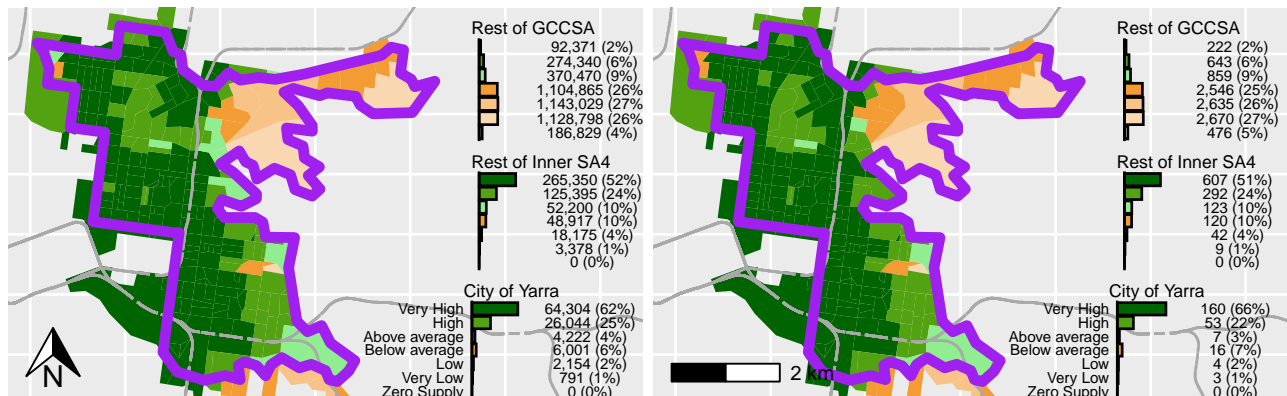 Rest of GCCSA
92,371 (2%)
274,340 (6%)
370,470 (9%)
1,104,865 (26%
1,143,029 (27%
1,128,798 (26%
186,829 (4%)
Rest of Inner SA4
265,350 (52%)
125,395 (24%)
52,200 (10%)
48,917 (10%)
18,175 (4%)
3,378 (1%)
0 (0%)
City of Yarra
Very High 64,304 (62%)
High 26,044 (25%)
Above average 4,222 (4%)
Below average 6,001 (6%)
Low 2,154 (2%)
Very Low 791 (1%)
Zero Supply 0 (0%)
N
Rest of GCCSA
222 (2%)
643 (6%)
859 (9%)
2,546 (25%)
2,635 (26%)
2,670 (27%)
476 (5%)
Rest of Inner SA4
607 (51%)
292 (24%)
123 (10%)
120 (10%)
42 (4%)
9 (1%)
0 (0%)
City of Yarra
Very High 160 (66%)
High 53 (22%)
Above average 7 (3%)
Below average 16 (7%)
Low 4 (2%)
Very Low 3 (1%)
Zero Supply 0 (0%)
2 km